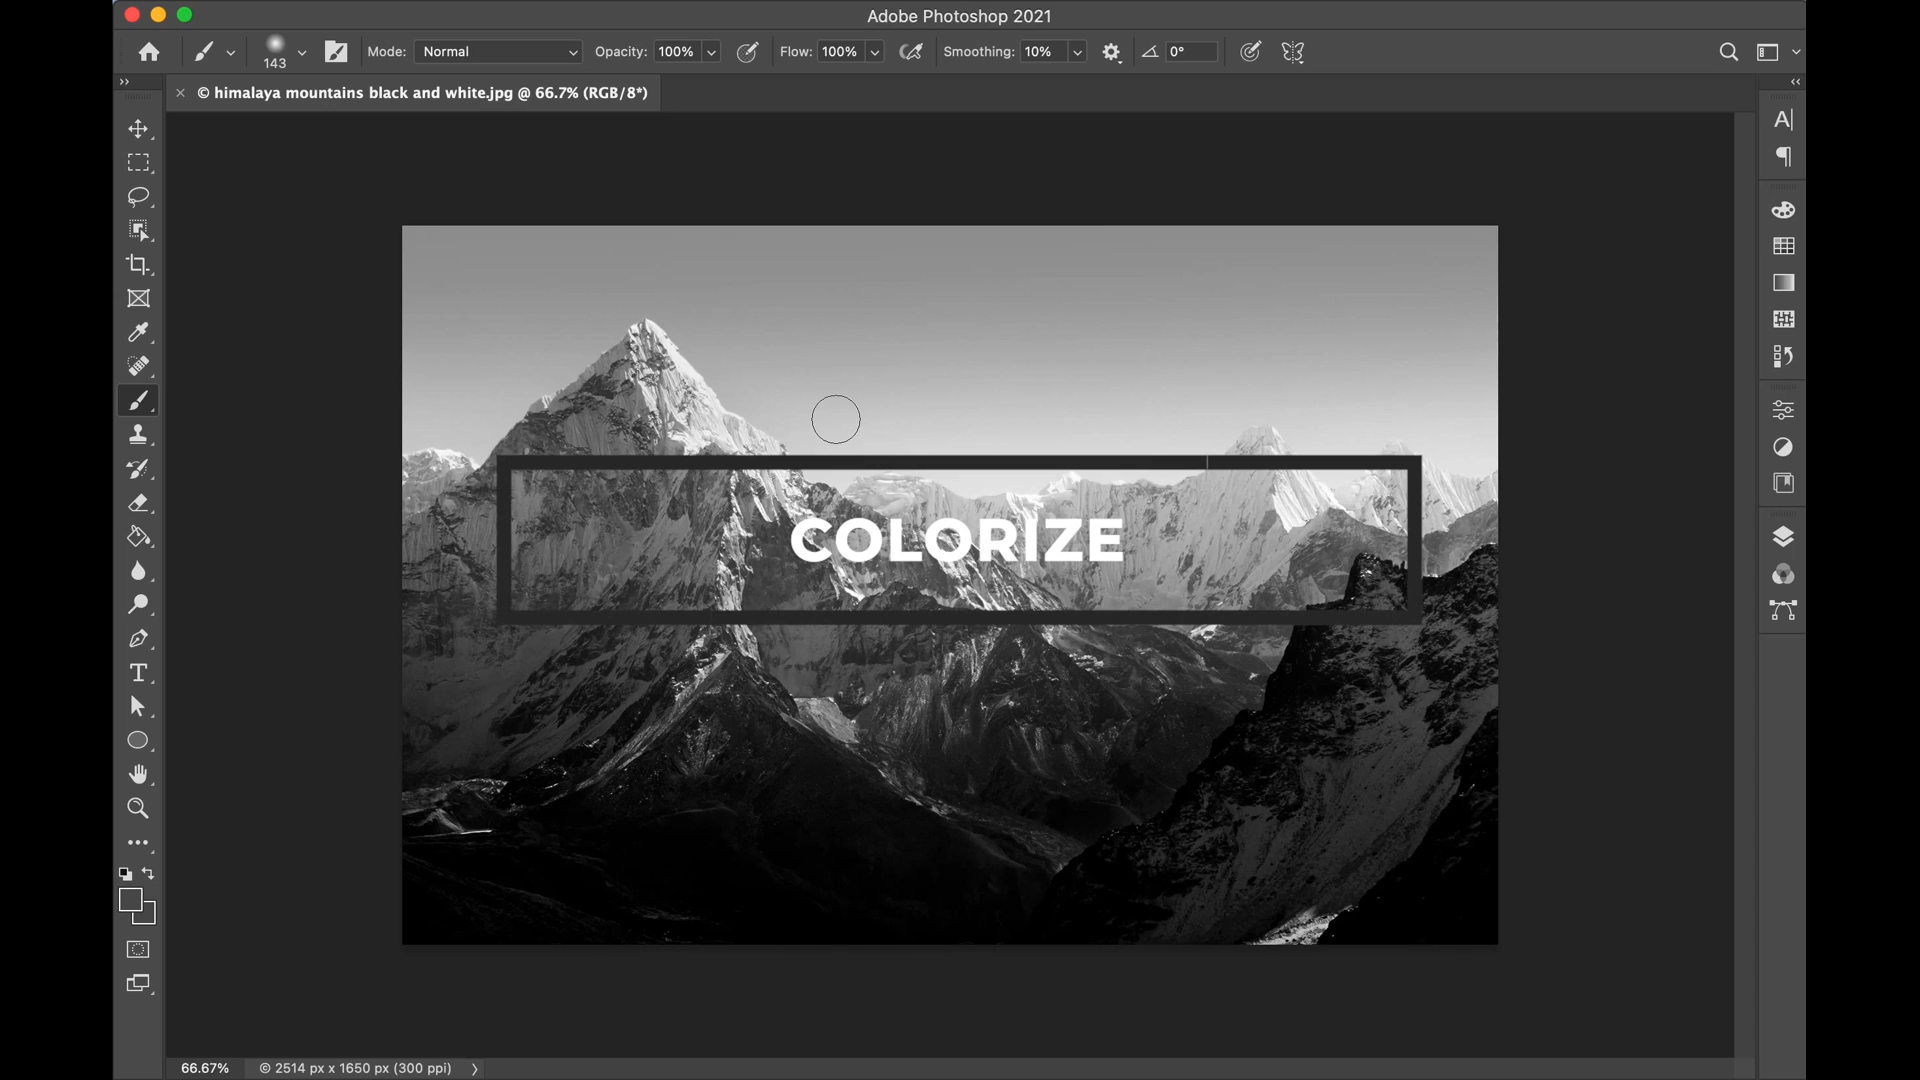 Adobe Photoshop 2021
143
Mode: Normal Opacity: 100% Flow: 100% Smoothing: 10% 0°
© himalaya mountains black and white.jpg @ 66.7% (RGB/8*)
COLORIZE
66.67% © 2514 px x 1650 px (300 ppi)